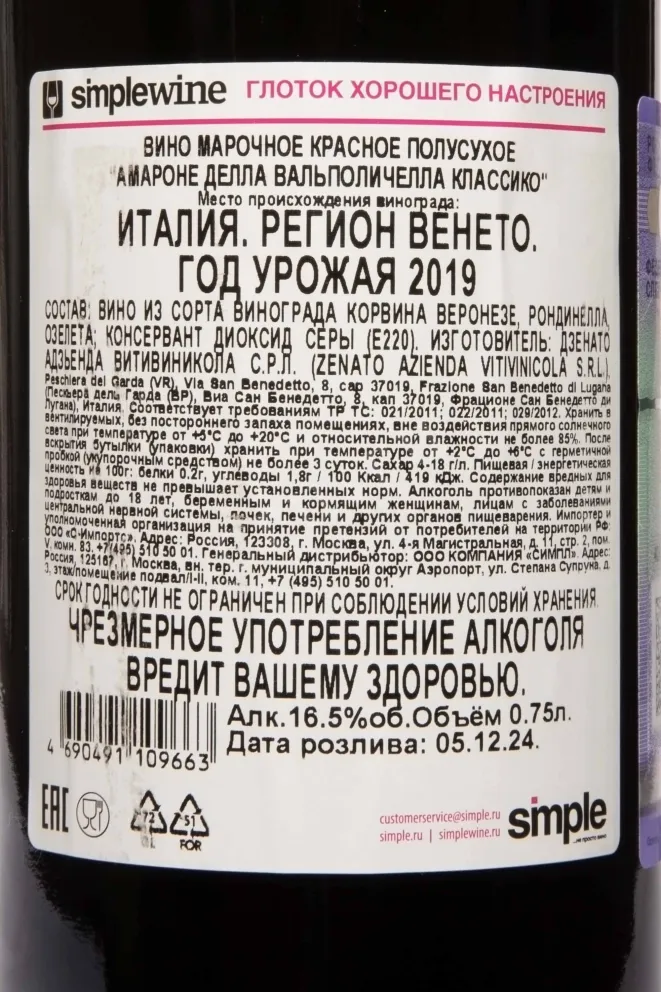 simplewine ГЛОТОК ХОРОШЕГО НАСТРОЕНИЯ
ВИНО МАРОЧНОЕ КРАСНОЕ ПОЛУСУХОЕ
"АМАРОНЕ ДЕЛЛА ВАЛЬПОЛИЧЕЛЛА КЛАССИКО"
Место происхождения винограда:
ИТАЛИЯ. РЕГИОН ВЕНЕТО.
ГОД УРОЖАЯ 2019
СОСТАВ: ВИНО ИЗ СОРТА ВИНОГРАДА КОРВИНА ВЕРОНЕЗЕ, РОНДИНЕЛЛА,
ОЗЕЛЕТА; КОНСЕРВАНТ ДИОКСИД СЕРЫ (Е220). ИЗГОТОВИТЕЛЬ: ДЗЕНАТО
АДЗЬЕНДА ВИТИВИНИКОЛА С.Р.Л. (ZENATO AZIENDA VITIVINICOLA S.R.L.),
Peschiera del Garda (VR), Via San Benedetto, 8, cap 37019, Frazione San Benedetto di Lugana
(Пескьера дель Гарда (ВР), Виа Сан Бенедетто, 8, кап 37019, Фрационе Сан Бенедетто ди
Лугана), Италия. Соответствует требованиям ТР ТС: 021/2011; 022/2011; 029/2012. Хранить в
вентилируемых, без постороннего запаха помещениях, вне воздействия прямого солнечного
света при температуре от +5°С до +20°С и относительной влажности не более 85%. После
вскрытия бутылки (упаковки) хранить при температуре от +2°С до +6°С с герметичной
пробкой (укупорочным средством) не более 3 суток. Сахар 4-18 г/л. Пищевая / энергетическая
ценность на 100г: белки 0.2г, углеводы 1,8г / 100 Ккал / 419 кДж. Содержание вредных для
здоровья веществ не превышает установленных норм. Алкоголь противопоказан детям и
подросткам до 18 лет, беременным и кормящим женщинам, лицам с заболеваниями
центральной нервной системы, почек, печени и других органов пищеварения. Импортер и
уполномоченная организация на принятие претензий от потребителей на территории РФ:
ООО «С-Импортс». Адрес: Россия, 123308, г. Москва, ул. 4-я Магистральная, д. 11, стр. 2, пом.
V, комн. 83, +7(495) 510 50 01. Генеральный дистрибьютор: ООО КОМПАНИЯ «СИМПЛ». Адрес:
Россия, 125167, г. Москва, вн. тер. г. муниципальный округ Аэропорт, ул. Степана Супруна, д.
3, этаж/помещение подвал/I-II, ком. 11, +7 (495) 510 50 01.
СРОК ГОДНОСТИ НЕ ОГРАНИЧЕН ПРИ СОБЛЮДЕНИИ УСЛОВИЙ ХРАНЕНИЯ.
ЧРЕЗМЕРНОЕ УПОТРЕБЛЕНИЕ АЛКОГОЛЯ
ВРЕДИТ ВАШЕМУ ЗДОРОВЬЮ.
Алк.16.5%об.Объём 0.75л.
Дата розлива: 05.12.24.
4 690491 109663
EAC
72
GL
51
FOR
customerservice@simple.ru
simple.ru | simplewine.ru
simple
...не просто вино